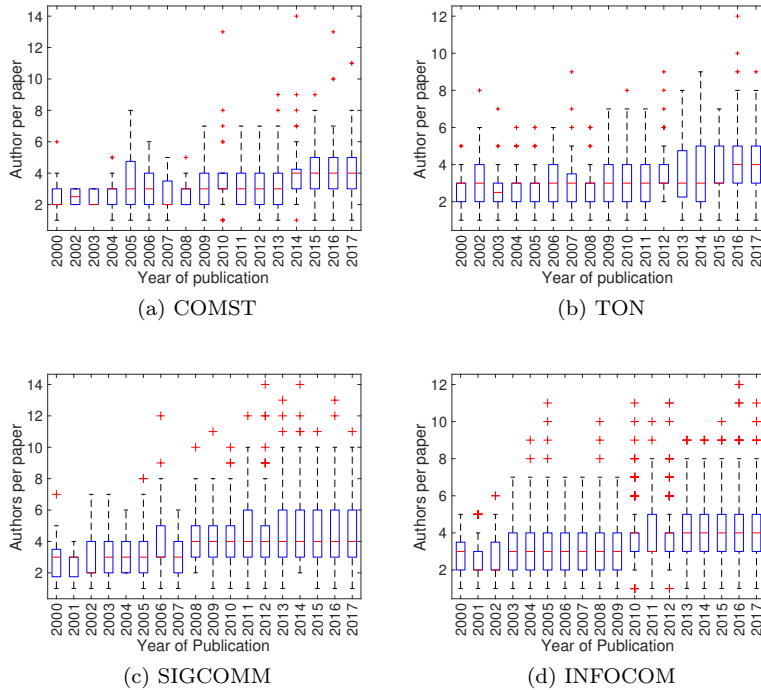 14
12
10
8
6
4
2
Author per paper
2000 2002 2003 2004 2005 2006 2007 2008 2009 2010 2011 2012 2013 2014 2015 2016 2017
Year of publication
(a) COMST
12
10
8
6
4
2
Author per paper
2000 2002 2003 2004 2005 2006 2007 2008 2009 2010 2011 2012 2013 2014 2015 2016 2017
Year of publication
(b) TON
14
12
10
8
6
4
2
Authors per paper
2000 2001 2002 2003 2004 2005 2006 2007 2008 2009 2010 2011 2012 2013 2014 2015 2016 2017
Year of Publication
(c) SIGCOMM
12
10
8
6
4
2
Authors per paper
2000 2001 2002 2003 2004 2005 2006 2007 2008 2009 2010 2011 2012 2013 2014 2015 2016 2017
Year of Publication
(d) INFOCOM